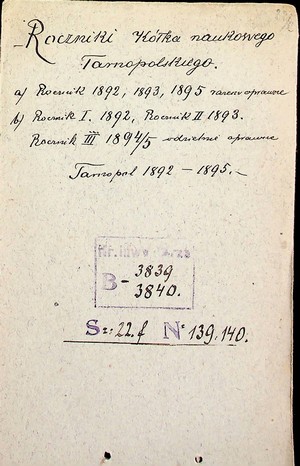 Roczniki Kółka naukowego
Tarnopolskiego.
a) Rocznik 1892, 1893, 1895 razem oprawne
b) Rocznik I. 1892, Rocznik II 1893.
Rocznik III 1894/5 oddzielnie oprawne
Tarnopol 1892 — 1895.
B - 3839
3840.
Sz: 22. f N° 139. 140.